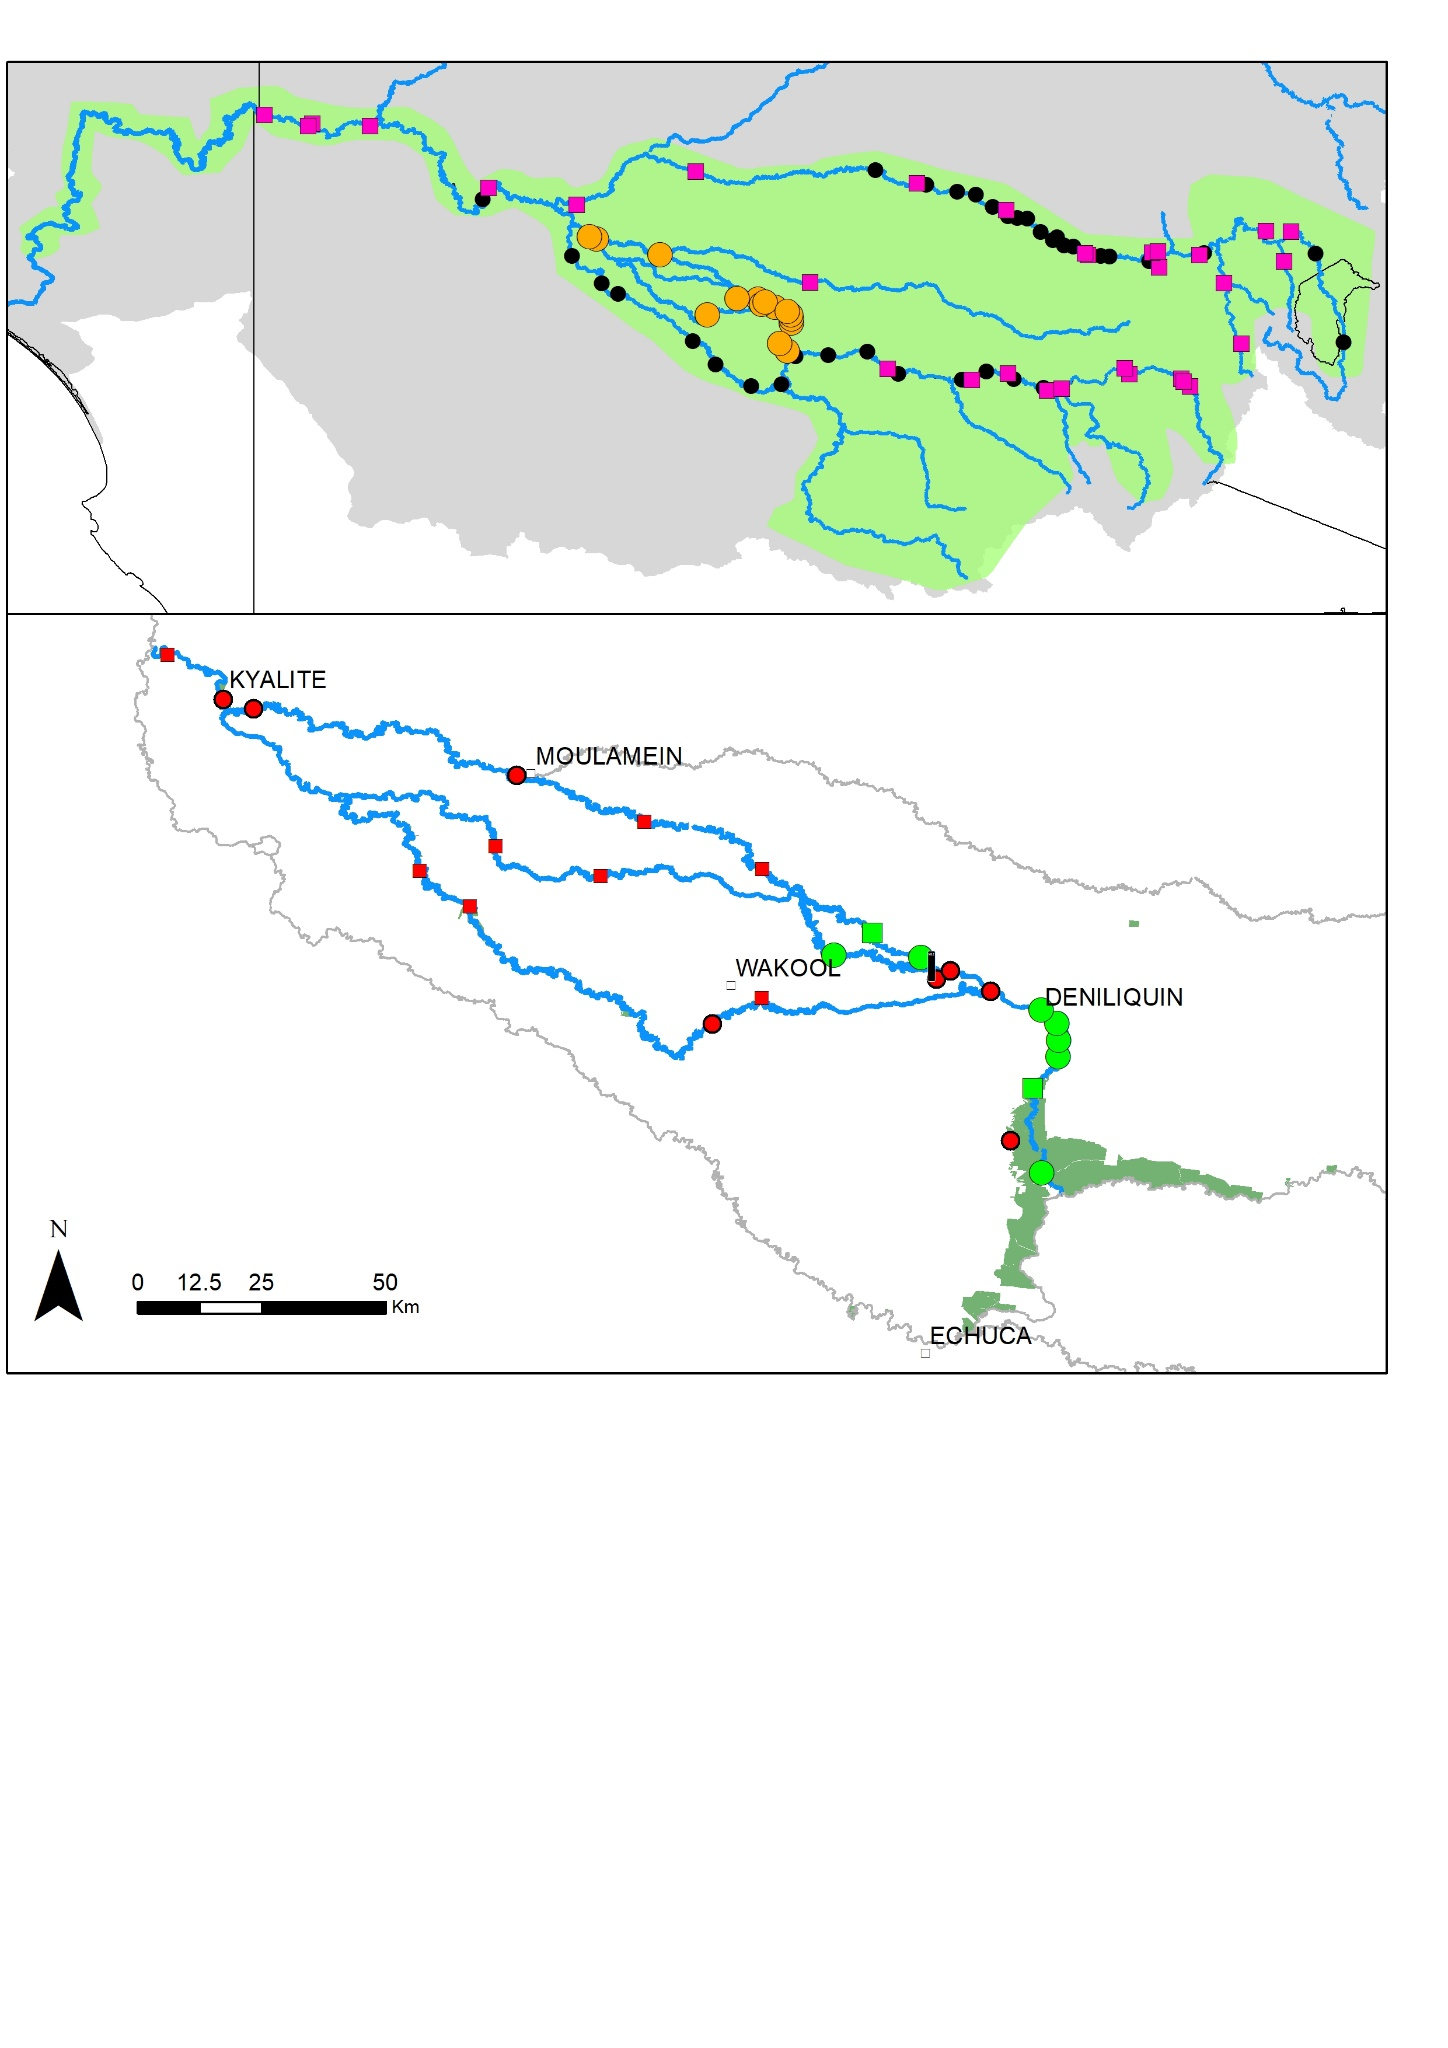 KYALITE
MOULAMEIN
WAKOOL
DENILIQUIN
N
0 12.5 25 50
Km
ECHUCA